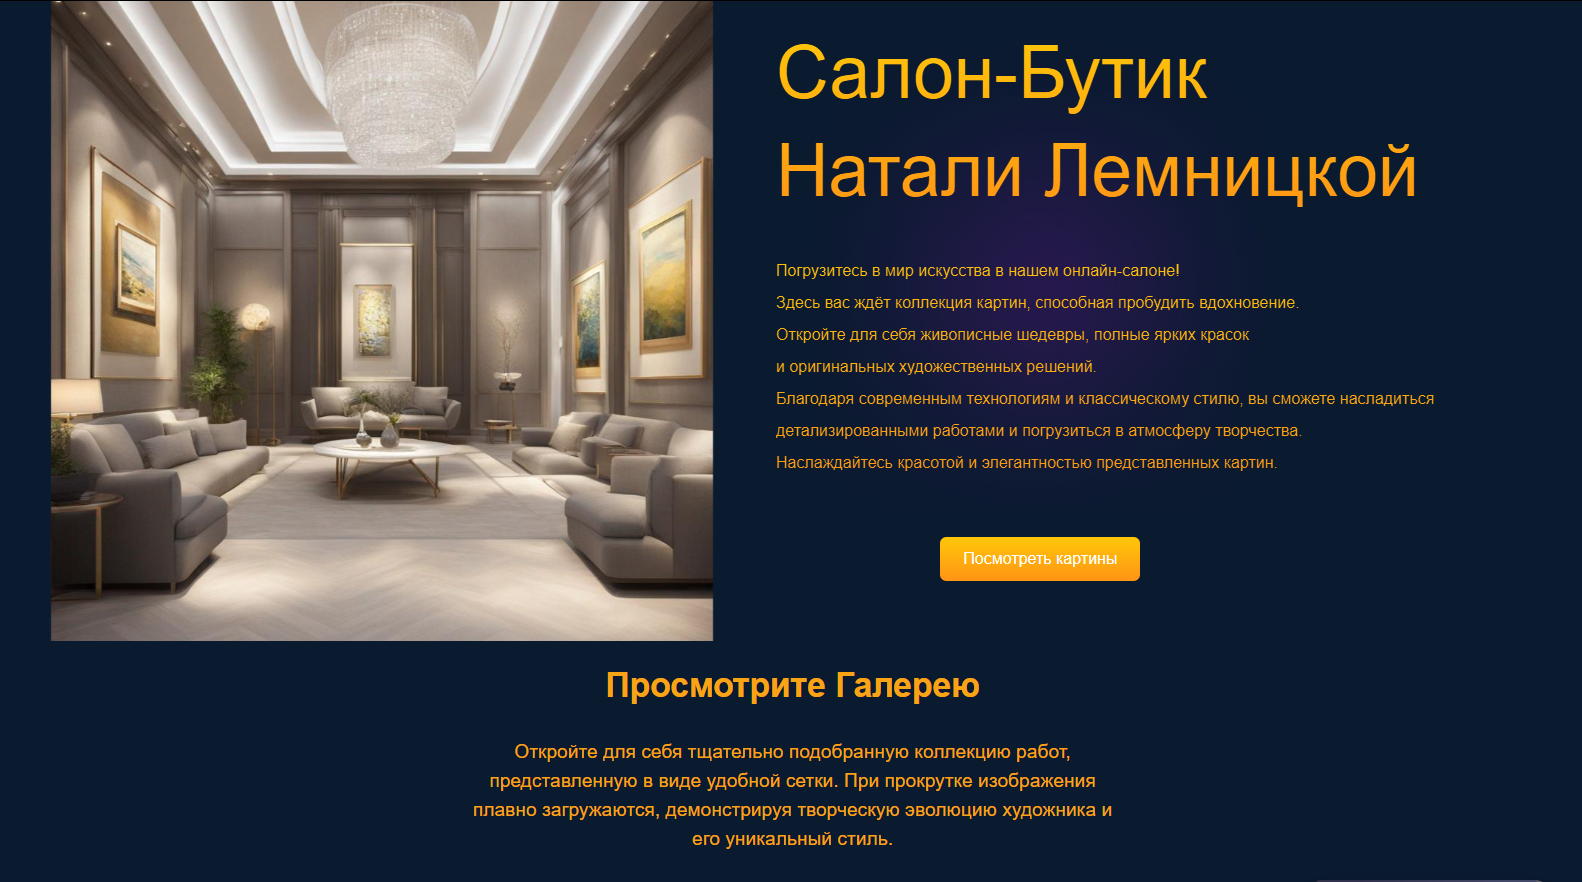 Салон-Бутик
Натали Лемницкой
Погрузитесь в мир искусства в нашем онлайн-салоне!
Здесь вас ждёт коллекция картин, способная пробудить вдохновение.
Откройте для себя живописные шедевры, полные ярких красок
и оригинальных художественных решений.
Благодаря современным технологиям и классическому стилю, вы сможете насладиться
детализированными работами и погрузиться в атмосферу творчества.
Наслаждайтесь красотой и элегантностью представленных картин.
Посмотреть картины
Просмотрите Галерею
Откройте для себя тщательно подобранную коллекцию работ,
представленную в виде удобной сетки. При прокрутке изображения
плавно загружаются, демонстрируя творческую эволюцию художника и
его уникальный стиль.